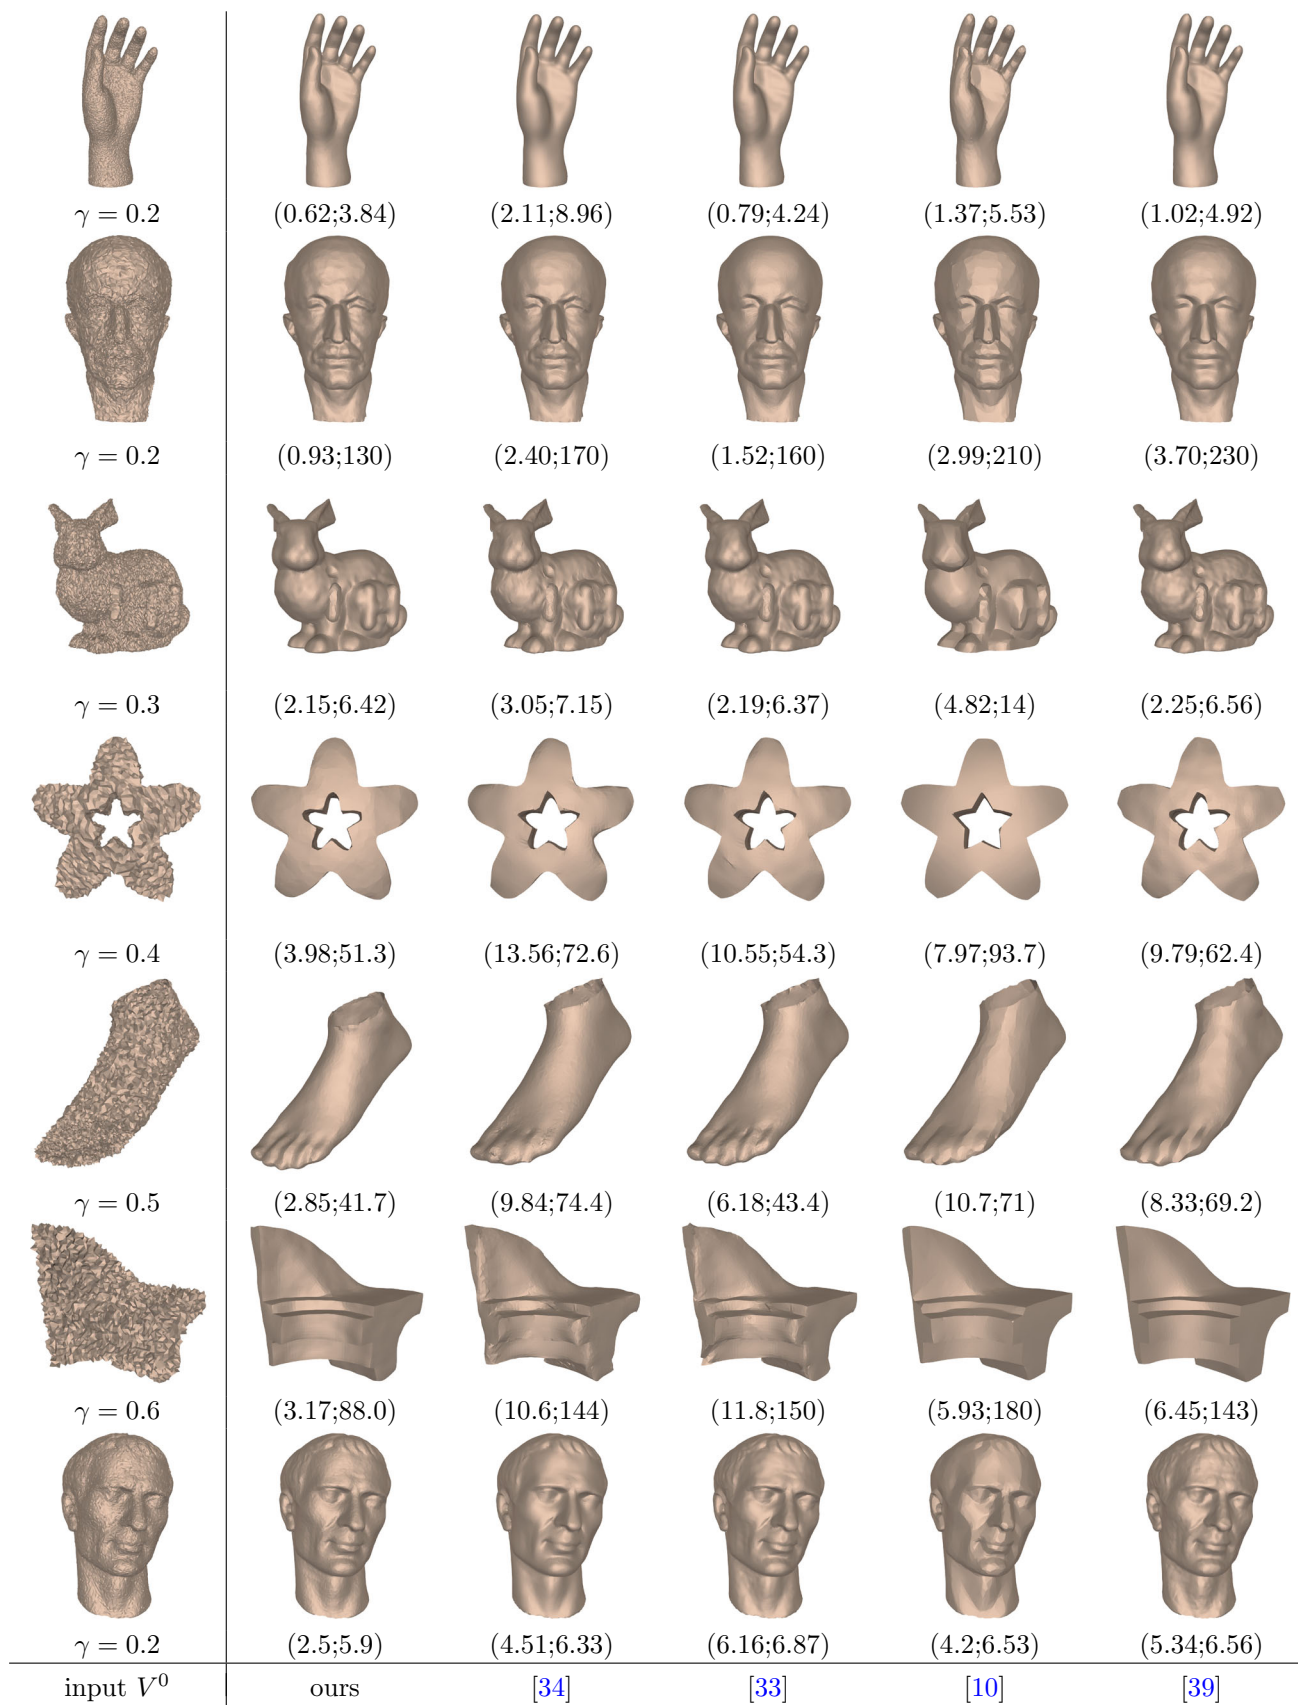 γ = 0.2 (0.62;3.84) (2.11;8.96) (0.79;4.24) (1.37;5.53) (1.02;4.92)
γ = 0.2 (0.93;130) (2.40;170) (1.52;160) (2.99;210) (3.70;230)
γ = 0.3 (2.15;6.42) (3.05;7.15) (2.19;6.37) (4.82;14) (2.25;6.56)
γ = 0.4 (3.98;51.3) (13.56;72.6) (10.55;54.3) (7.97;93.7) (9.79;62.4)
γ = 0.5 (2.85;41.7) (9.84;74.4) (6.18;43.4) (10.7;71) (8.33;69.2)
γ = 0.6 (3.17;88.0) (10.6;144) (11.8;150) (5.93;180) (6.45;143)
γ = 0.2 (2.5;5.9) (4.51;6.33) (6.16;6.87) (4.2;6.53) (5.34;6.56)
input V⁰ ours [34] [33] [10] [39]